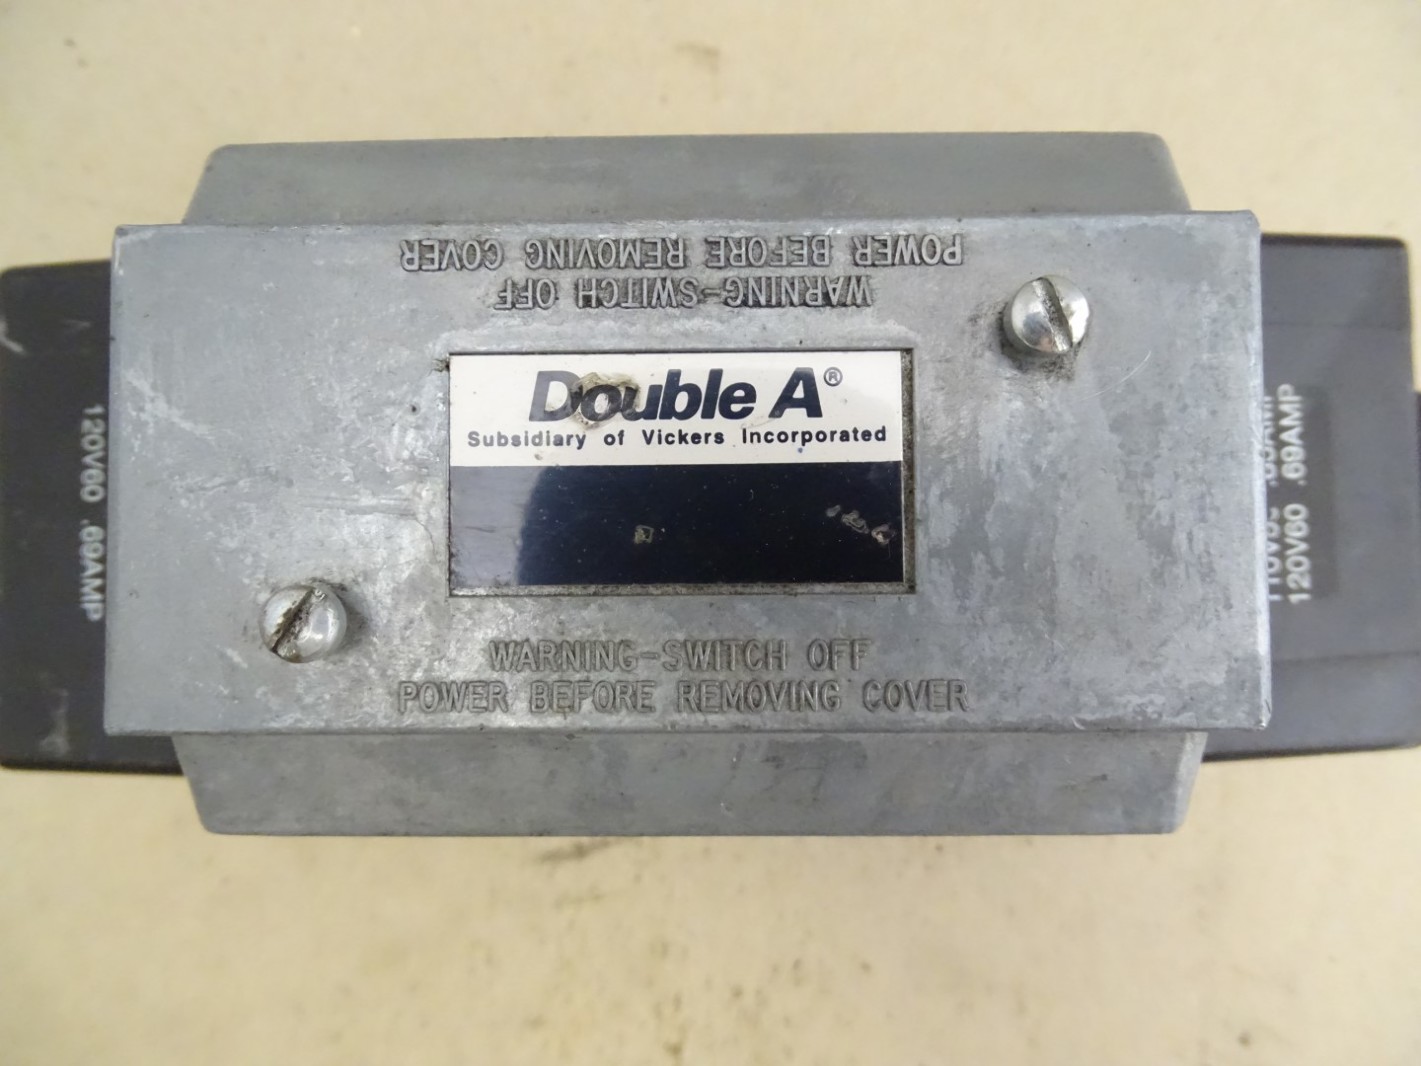 POWER BEFORE REMOVING COVER
WARNING-SWITCH OFF
Double A®
Subsidiary of Vickers Incorporated
WARNING-SWITCH OFF
POWER BEFORE REMOVING COVER
120V60 .69AMP
120V60 .69AMP